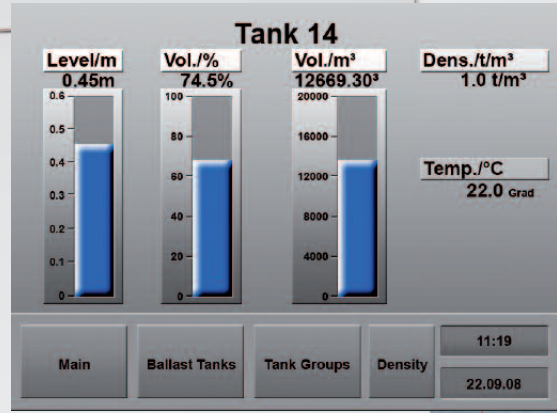 Tank 14
Level/m Vol./% Vol./m³ Dens./t/m³
0.45m 74.5% 12669.30³ 1.0 t/m³
0.6 100 20000
0.5 80 16000
0.4 60 12000
0.3 40 8000
0.2 20 4000
0.1 0 0
0
Temp./°C
22.0 Grad
Main Ballast Tanks Tank Groups Density
11:19
22.09.08